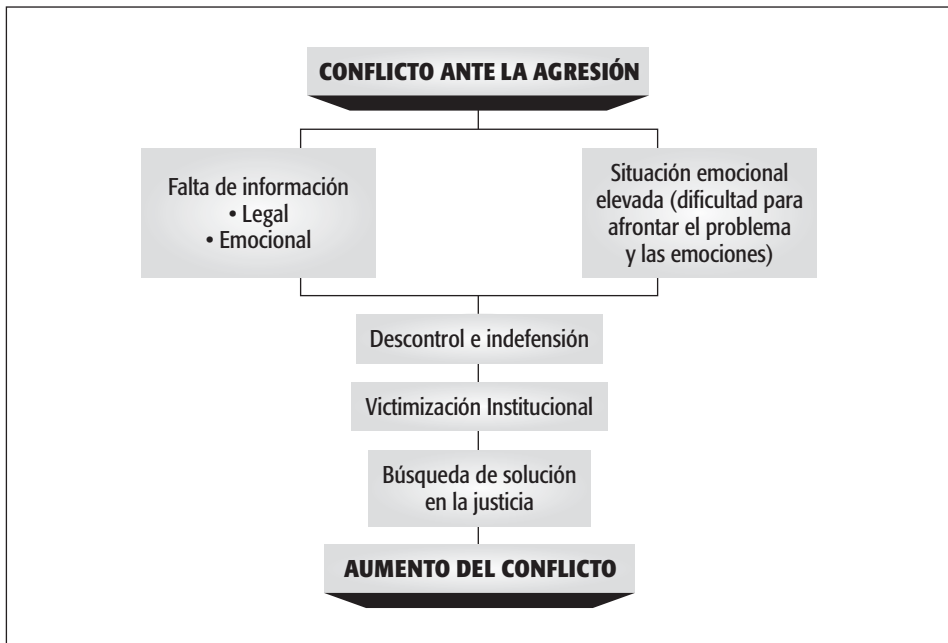 CONFLICTO ANTE LA AGRESIÓN
Falta de información
• Legal
• Emocional
Situación emocional
elevada (dificultad para
afrontar el problema
y las emociones)
Descontrol e indefensión
Victimización Institucional
Búsqueda de solución
en la justicia
AUMENTO DEL CONFLICTO